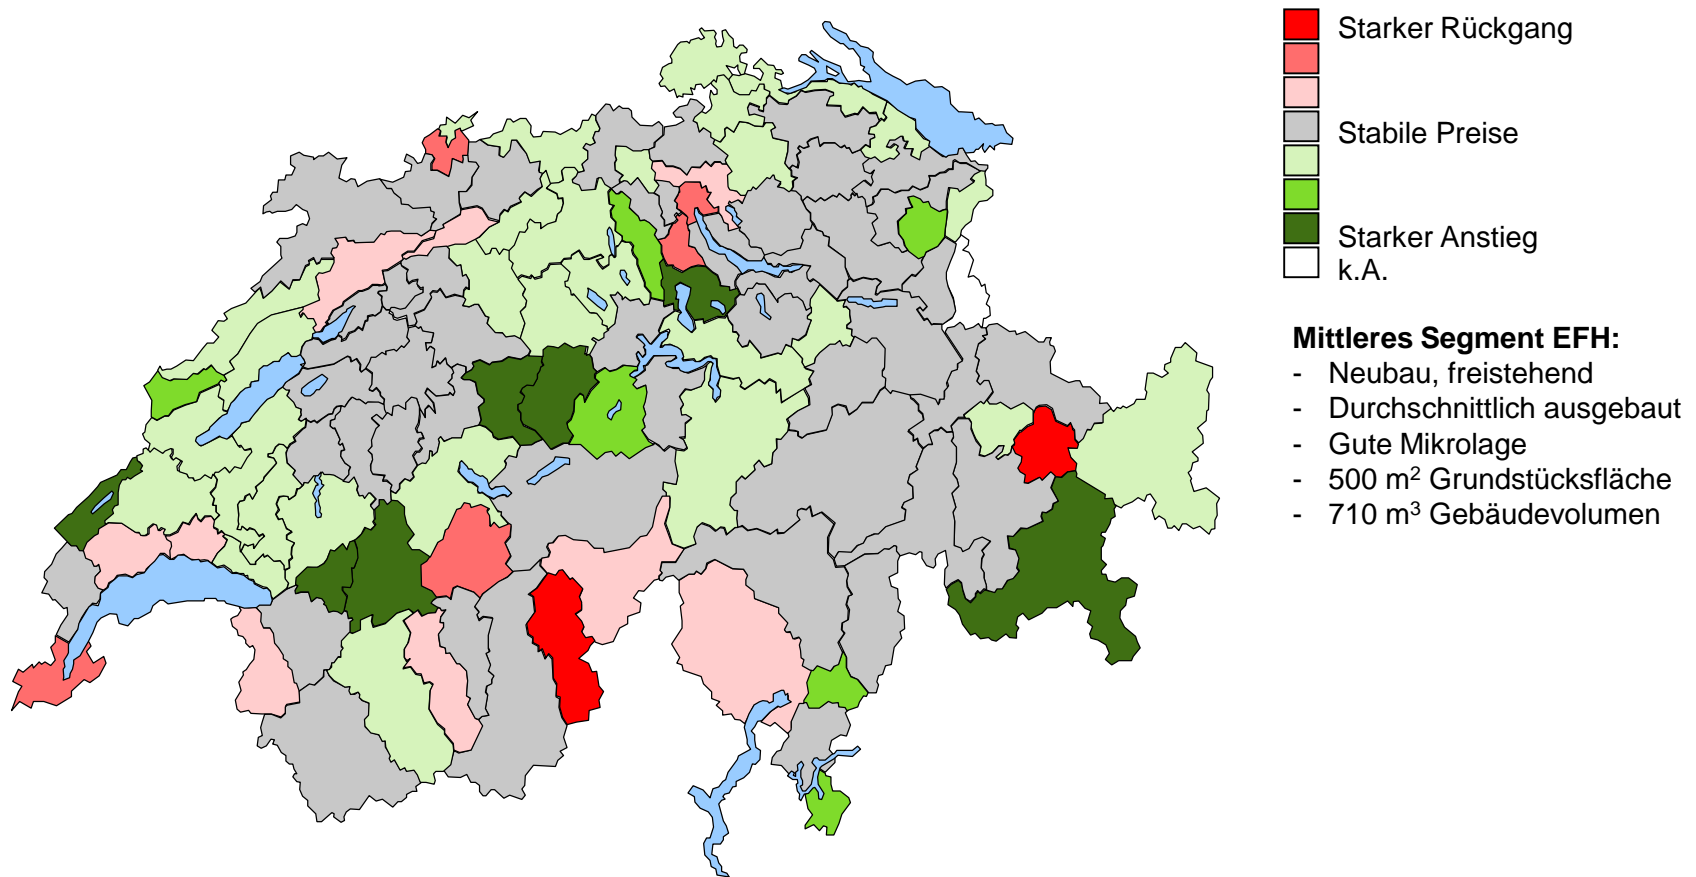 Starker Rückgang
Stabile Preise
Starker Anstieg
k.A.
Mittleres Segment EFH:
- Neubau, freistehend
- Durchschnittlich ausgebaut
- Gute Mikrolage
- 500 m² Grundstücksfläche
- 710 m³ Gebäudevolumen